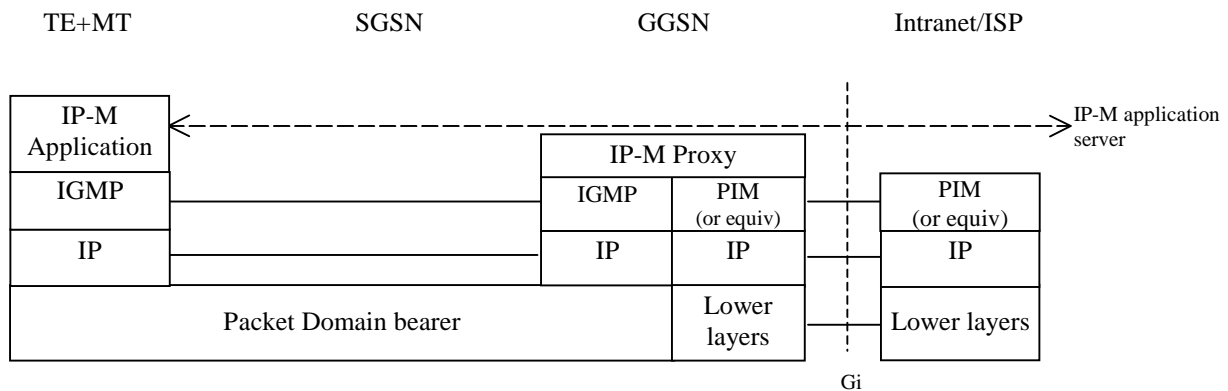 TE+MT SGSN GGSN Intranet/ISP
IP-M
Application
IP-M application
server
IP-M Proxy
IGMP IGMP PIM
(or equiv) PIM
(or equiv)
IP IP IP IP
Packet Domain bearer Lower
layers Lower layers
Gi